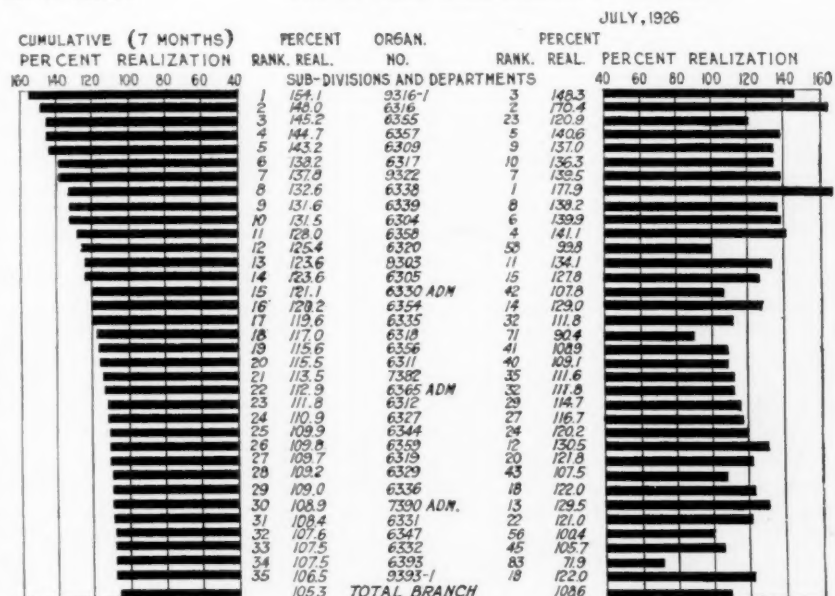 JULY, 1926
CUMULATIVE (7 MONTHS) PERCENT ORGAN. PERCENT
PER CENT REALIZATION RANK. REAL. NO. RANK. REAL. PER CENT REALIZATION
160 140 120 100 80 60 40 SUB-DIVISIONS AND DEPARTMENTS 40 60 80 100 120 140 160
1 154.1 9316-1 3 148.3
2 148.0 6316 2 170.4
3 145.2 6355 23 120.9
4 144.7 6357 5 140.6
5 143.2 6309 9 137.0
6 138.2 6317 10 136.3
7 137.8 9322 7 139.5
8 132.6 6338 1 177.9
9 131.6 6339 8 138.2
10 131.5 6304 6 139.9
11 128.0 6358 4 141.1
12 125.4 6320 58 99.8
13 123.6 9303 11 134.1
14 123.6 6305 15 127.8
15 121.1 6330 ADM 42 107.8
16 120.2 6354 14 129.0
17 119.6 6335 32 111.8
18 117.0 6318 71 90.4
19 115.6 6356 41 108.9
20 115.5 6311 40 109.1
21 113.5 7382 35 111.6
22 112.9 6365 ADM 32 111.8
23 111.8 6312 29 114.7
24 110.9 6327 27 116.7
25 109.9 6344 24 120.2
26 109.8 6359 12 130.5
27 109.7 6319 20 121.8
28 109.2 6329 43 107.5
29 109.0 6336 18 122.0
30 108.9 7390 ADM. 13 129.5
31 108.4 6331 22 121.0
32 107.6 6347 56 100.4
33 107.5 6332 45 105.7
34 107.5 6393 83 71.9
35 106.5 9393-1 18 122.0
105.3 TOTAL BRANCH 108.6